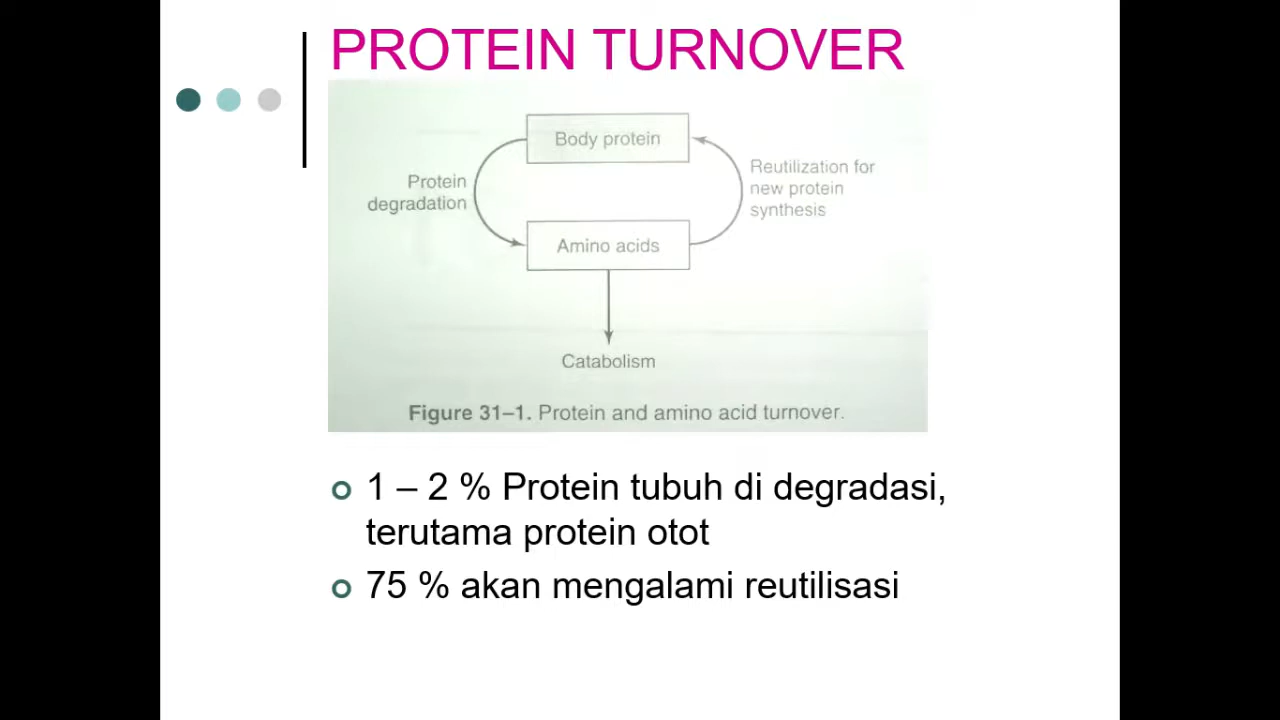 PROTEIN TURNOVER
Body protein
Protein
degradation
Reutilization for
new protein
synthesis
Amino acids
Catabolism
Figure 31–1. Protein and amino acid turnover.
1 – 2 % Protein tubuh di degradasi,
terutama protein otot
75 % akan mengalami reutilisasi